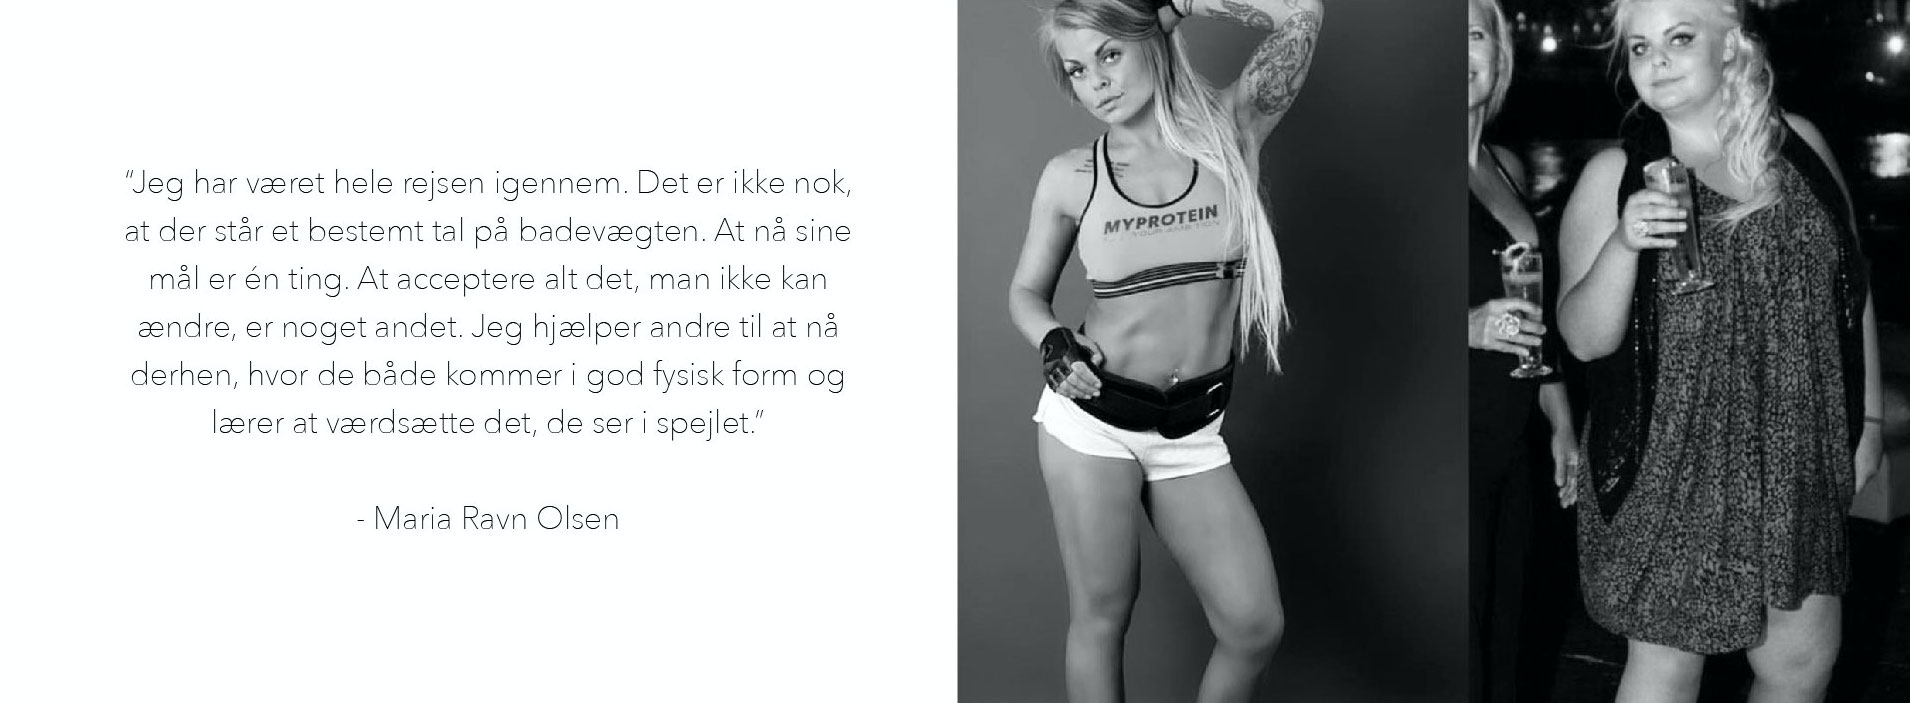 “Jeg har været hele rejsen igennem. Det er ikke nok,
at der står et bestemt tal på badevægten. At nå sine
mål er én ting. At acceptere alt det, man ikke kan
ændre, er noget andet. Jeg hjælper andre til at nå
derhen, hvor de både kommer i god fysisk form og
lærer at værdsætte det, de ser i spejlet.”
- Maria Ravn Olsen
MYPROTEIN
YOUR AMBITION